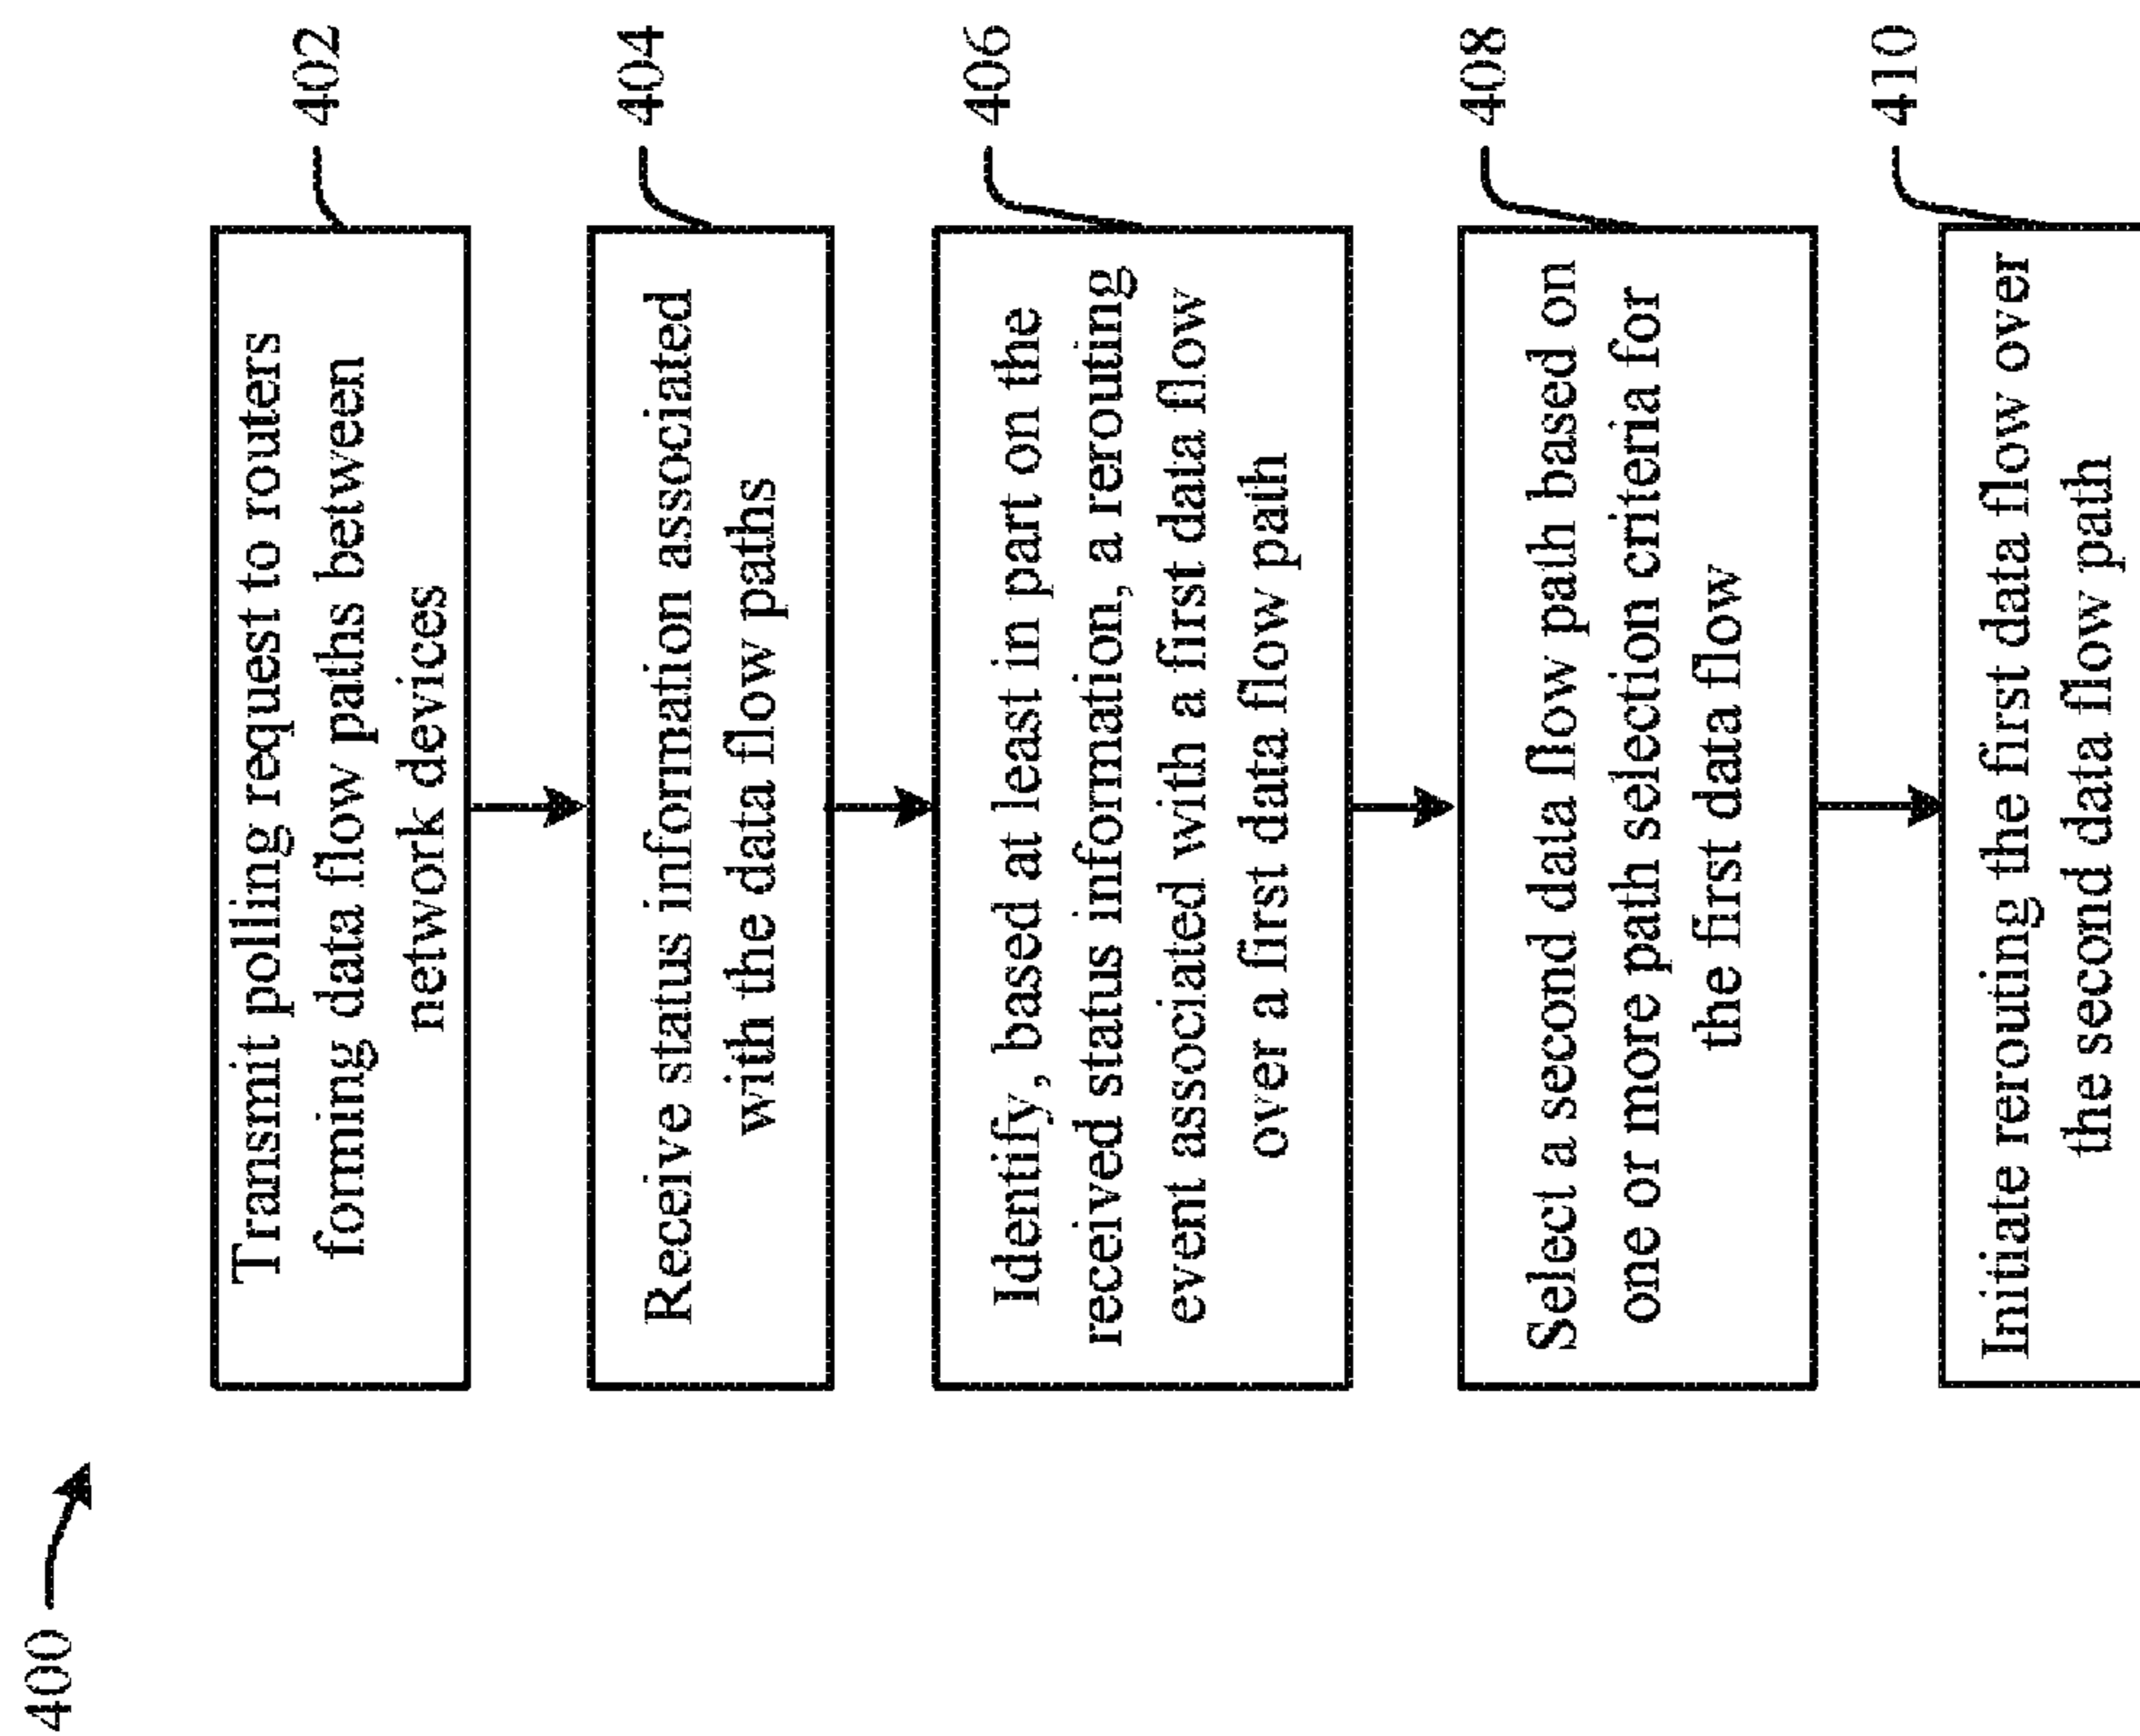 400
Transmit polling request to routers
forming data flow paths between
network devices
402
Receive status information associated
with the data flow paths
404
Identify, based at least in part on the
received status information, a rerouting
event associated with a first data flow
over a first data flow path
406
Select a second data flow path based on
one or more path selection criteria for
the first data flow
408
Initiate rerouting the first data flow over
the second data flow path
410